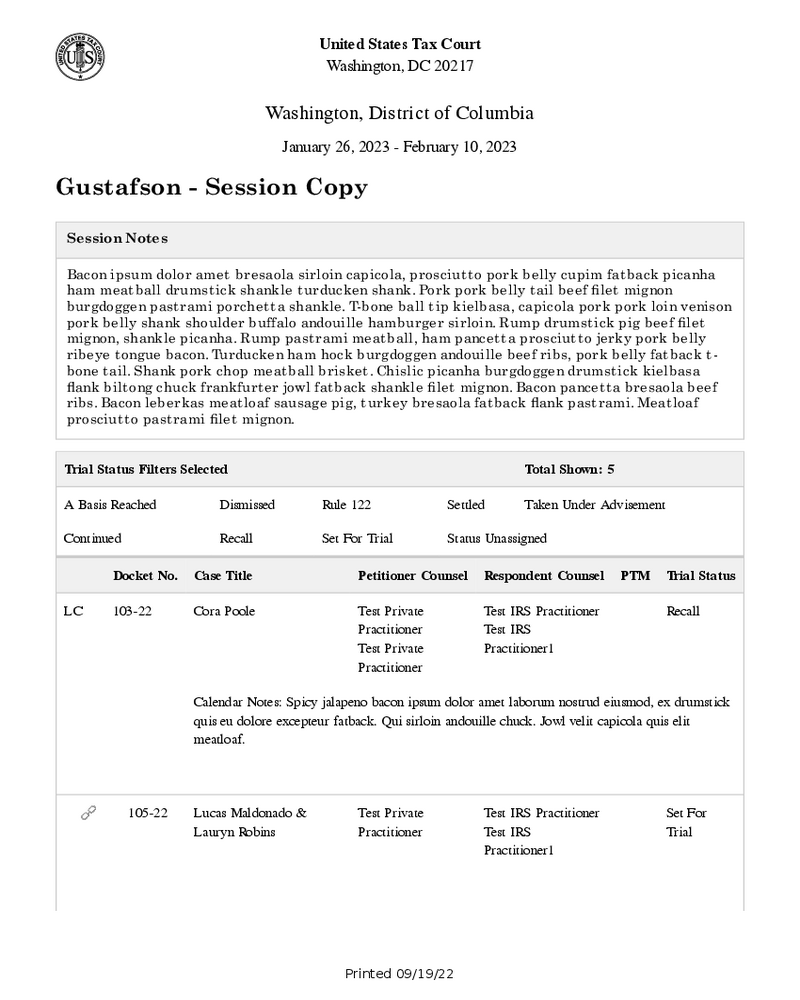 UNITED STATES TAX COURT
US
United States Tax Court
Washington, DC 20217
Washington, District of Columbia
January 26, 2023 - February 10, 2023
Gustafson - Session Copy
Session Notes
Bacon ipsum dolor amet bresaola sirloin capicola, prosciutto pork belly cupim fatback picanha
ham meatball drumstick shankle turducken shank. Pork pork belly tail beef filet mignon
burgdoggen pastrami porchetta shankle. T-bone ball tip kielbasa, capicola pork pork loin venison
pork belly shank shoulder buffalo andouille hamburger sirloin. Rump drumstick pig beef filet
mignon, shankle picanha. Rump pastrami meatball, ham pancetta prosciutto jerky pork belly
ribeye tongue bacon. Turducken ham hock burgdoggen andouille beef ribs, pork belly fatback t-
bone tail. Shank pork chop meatball brisket. Chislic picanha burgdoggen drumstick kielbasa
flank biltong chuck frankfurter jowl fatback shankle filet mignon. Bacon pancetta bresaola beef
ribs. Bacon leberkas meatloaf sausage pig, turkey bresaola fatback flank pastrami. Meatloaf
prosciutto pastrami filet mignon.
Trial Status Filters Selected Total Shown: 5
A Basis Reached Dismissed Rule 122 Settled Taken Under Advisement
Continued Recall Set For Trial Status Unassigned
Docket No. Case Title Petitioner Counsel Respondent Counsel PTM Trial Status
LC 103-22 Cora Poole Test Private Test IRS Practitioner Recall
Practitioner Test IRS
Test Private Practitioner1
Practitioner
Calendar Notes: Spicy jalapeno bacon ipsum dolor amet laborum nostrud eiusmod, ex drumstick
quis eu dolore excepteur fatback. Qui sirloin andouille chuck. Jowl velit capicola quis elit
meatloaf.
105-22 Lucas Maldonado & Test Private Test IRS Practitioner Set For
Lauryn Robins Practitioner Test IRS Trial
Practitioner1
Printed 09/19/22